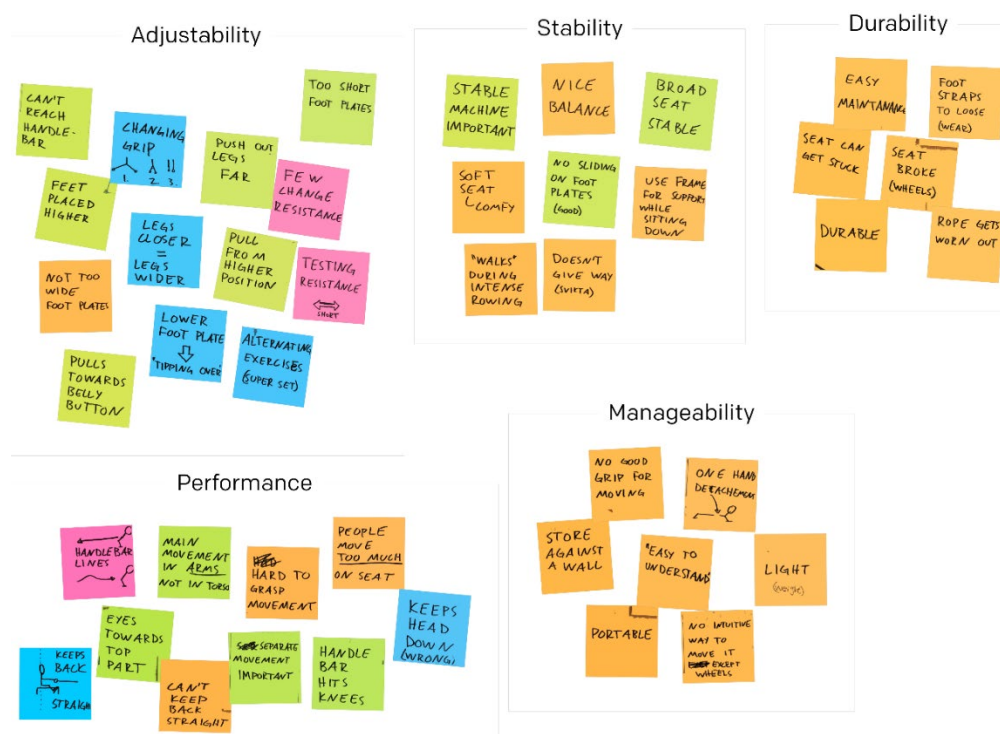 Adjustability
CAN'T
REACH
HANDLE-
BAR
CHANGING
GRIP
1. 2. 3.
PUSH OUT
LEGS
FAR
TOO SHORT
FOOT PLATES
FEW
CHANGE
RESISTANCE
FEET
PLACED
HIGHER
LEGS
CLOSER
=
LEGS
WIDER
PULL
FROM
HIGHER
POSITION
TESTING
RESISTANCE
SHORT
NOT TOO
WIDE
FOOT PLATES
LOWER
FOOT PLATE
"TIPPING OVER"
ALTERNATING
EXERCISES
(SUPER SET)
PULLS
TOWARDS
BELLY
BUTTON
Stability
STABLE
MACHINE
IMPORTANT
NICE
BALANCE
BROAD
SEAT
STABLE
SOFT
SEAT
COMFY
NO SLIDING
ON FOOT
PLATES
(GOOD)
USE FRAME
FOR SUPPORT
WHILE
SITTING
DOWN
"WALKS"
DURING
INTENSE
ROWING
DOESN'T
GIVE WAY
(SVIKTA)
Durability
EASY
MAINTANANCE
FOOT
STRAPS
TO LOOSE
(WEAR)
SEAT CAN
GET STUCK
SEAT
BROKE
(WHEELS)
DURABLE
ROPE GETS
WORN OUT
Performance
HANDLEBAR
LINES
MAIN
MOVEMENT
IN ARMS
NOT IN TORSO
HARD TO
GRASP
MOVEMENT
PEOPLE
MOVE
TOO MUCH
ON SEAT
KEEPS
HEAD
DOWN
(WRONG)
EYES
TOWARDS
TOP
PART
KEEPS
BACK
STRAIGH
CAN'T
KEEP
BACK
STRAIGHT
SEPARATE
MOVEMENT
IMPORTANT
HANDLE
BAR
HITS
KNEES
Manageability
NO GOOD
GRIP FOR
MOVING
ONE HAND
STORE
AGAINST
A WALL
"EASY TO
UNDERSTAND"
LIGHT
PORTABLE
NO INTUITIVE
WAY TO
MOVE IT
EXCEPT
WHEELS